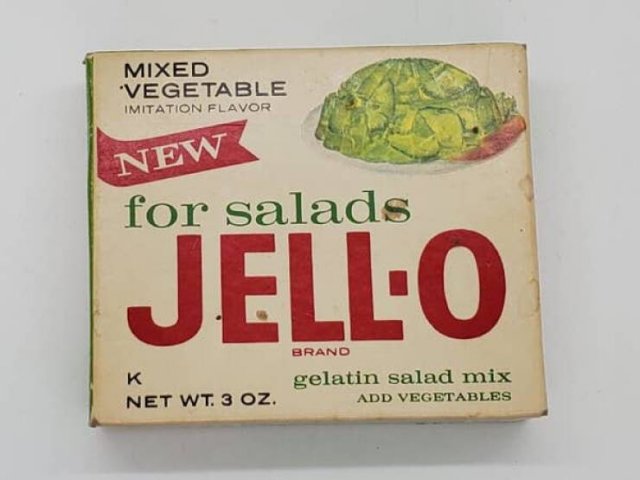 MIXED
VEGETABLE
IMITATION FLAVOR
NEW
for salads
JELL-O
BRAND
K
gelatin salad mix
NET WT. 3 OZ.
ADD VEGETABLES